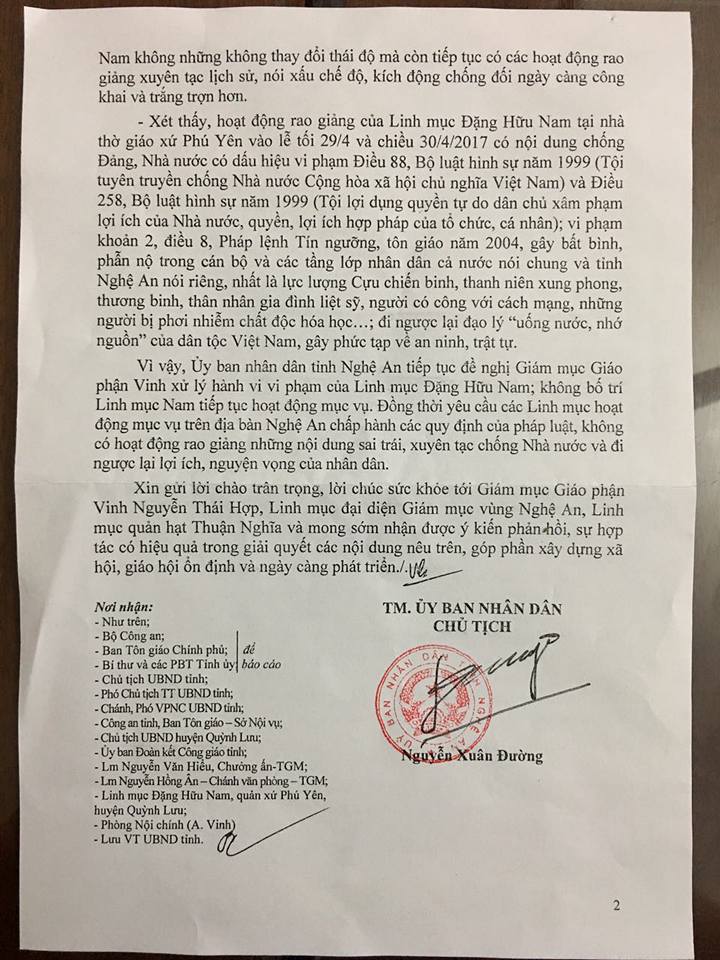 Nam không những không thay đổi thái độ mà còn tiếp tục có các hoạt động rao
giảng xuyên tạc lịch sử, nói xấu chế độ, kích động chống đối ngày càng công
khai và trắng trợn hơn.
- Xét thấy, hoạt động rao giảng của Linh mục Đặng Hữu Nam tại nhà
thờ giáo xứ Phú Yên vào lễ tối 29/4 và chiều 30/4/2017 có nội dung chống
Đảng, Nhà nước có dấu hiệu vi phạm Điều 88, Bộ luật hình sự năm 1999 (Tội
tuyên truyền chống Nhà nước Cộng hòa xã hội chủ nghĩa Việt Nam) và Điều
258, Bộ luật hình sự năm 1999 (Tội lợi dụng quyền tự do dân chủ xâm phạm
lợi ích của Nhà nước, quyền, lợi ích hợp pháp của tổ chức, cá nhân); vi phạm
khoản 2, điều 8, Pháp lệnh Tín ngưỡng, tôn giáo năm 2004, gây bất bình,
phẫn nộ trong cán bộ và các tầng lớp nhân dân cả nước nói chung và tỉnh
Nghệ An nói riêng, nhất là lực lượng Cựu chiến binh, thanh niên xung phong,
thương binh, thân nhân gia đình liệt sỹ, người có công với cách mạng, những
người bị phơi nhiễm chất độc hóa học...; đi ngược lại đạo lý “uống nước, nhớ
nguồn” của dân tộc Việt Nam, gây phức tạp về an ninh, trật tự.
Vì vậy, Ủy ban nhân dân tỉnh Nghệ An tiếp tục đề nghị Giám mục Giáo
phận Vinh xử lý hành vi vi phạm của Linh mục Đặng Hữu Nam; không bố trí
Linh mục Nam tiếp tục hoạt động mục vụ. Đồng thời yêu cầu các Linh mục hoạt
động mục vụ trên địa bàn Nghệ An chấp hành các quy định của pháp luật, không
có hoạt động rao giảng những nội dung sai trái, xuyên tạc chống Nhà nước và đi
ngược lại lợi ích, nguyện vọng của nhân dân.
Xin gửi lời chào trân trọng, lời chúc sức khỏe tới Giám mục Giáo phận
Vinh Nguyễn Thái Hợp, Linh mục đại diện Giám mục vùng Nghệ An, Linh
mục quản hạt Thuận Nghĩa và mong sớm nhận được ý kiến phản hồi, sự hợp
tác có hiệu quả trong giải quyết các nội dung nêu trên, góp phần xây dựng xã
hội, giáo hội ổn định và ngày càng phát triển./.
Nơi nhận:
- Như trên;
- Bộ Công an;
- Ban Tôn giáo Chính phủ; để
- Bí thư và các PBT Tỉnh ủy; báo cáo
- Chủ tịch UBND tỉnh;
- Phó Chủ tịch TT UBND tỉnh;
- Chánh, Phó VPNC UBND tỉnh;
- Công an tỉnh, Ban Tôn giáo – Sở Nội vụ;
- Chủ tịch UBND huyện Quỳnh Lưu;
- Ủy ban Đoàn kết Công giáo tỉnh;
- Lm Nguyễn Văn Hiểu, Chưởng ấn-TGM;
- Lm Nguyễn Hồng Ân – Chánh văn phòng – TGM;
- Linh mục Đặng Hữu Nam, quản xứ Phú Yên,
huyện Quỳnh Lưu;
- Phòng Nội chính (A. Vinh)
- Lưu VT UBND tỉnh.
TM. ỦY BAN NHÂN DÂN
CHỦ TỊCH
ỦY BAN NHÂN DÂN TỈNH NGHỆ AN
Nguyễn Xuân Đường
2